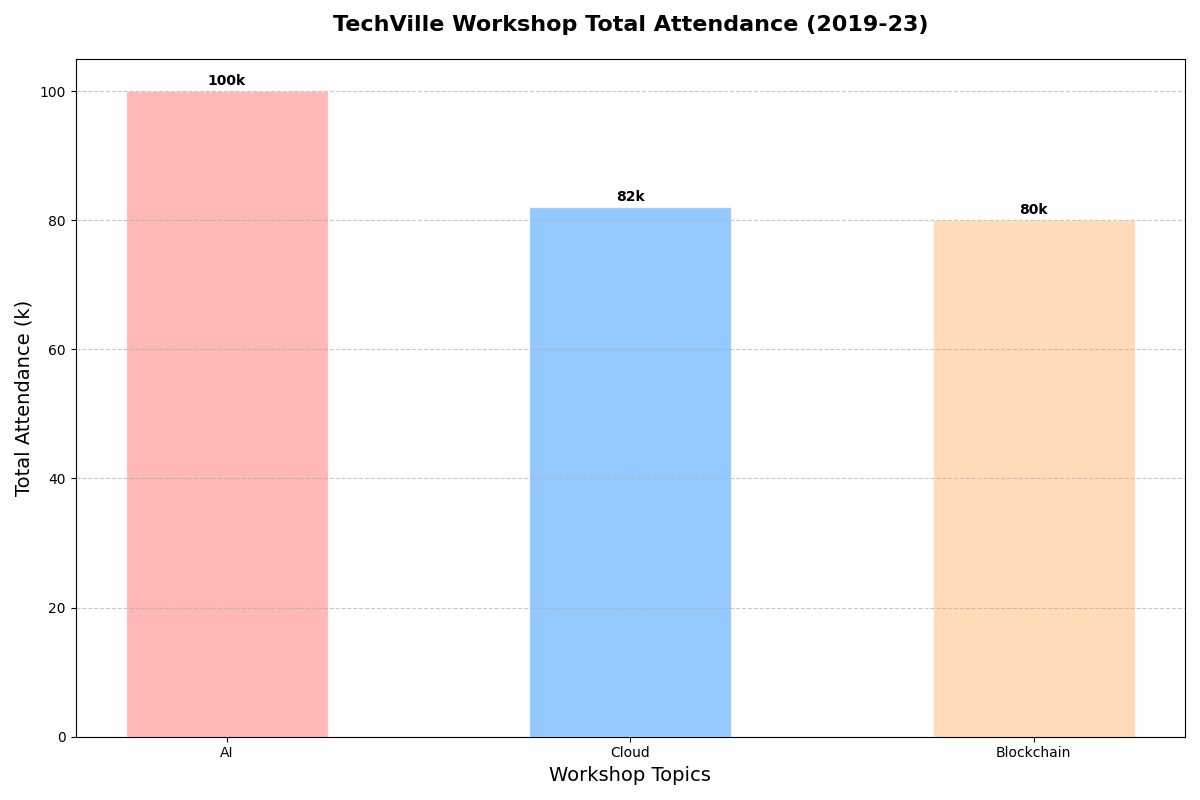 TechVille Workshop Total Attendance (2019-23)
100k
82k
80k
Total Attendance (k)
100
80
60
40
20
0
AI
Cloud
Blockchain
Workshop Topics